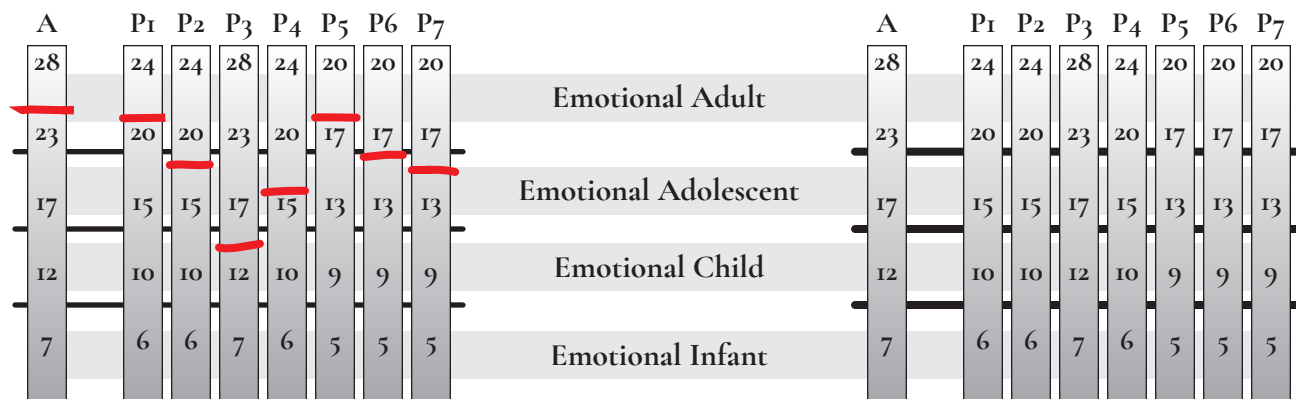 A P1 P2 P3 P4 P5 P6 P7 A P1 P2 P3 P4 P5 P6 P7
28 24 24 28 24 20 20 20 28 24 24 28 24 20 20 20
Emotional Adult
23 20 20 23 20 17 17 17 23 20 20 23 20 17 17 17
Emotional Adolescent
17 15 15 17 15 13 13 13 17 15 15 17 15 13 13 13
Emotional Child
12 10 10 12 10 9 9 9 12 10 10 12 10 9 9 9
7 6 6 7 6 5 5 5 7 6 6 7 6 5 5 5
Emotional Infant